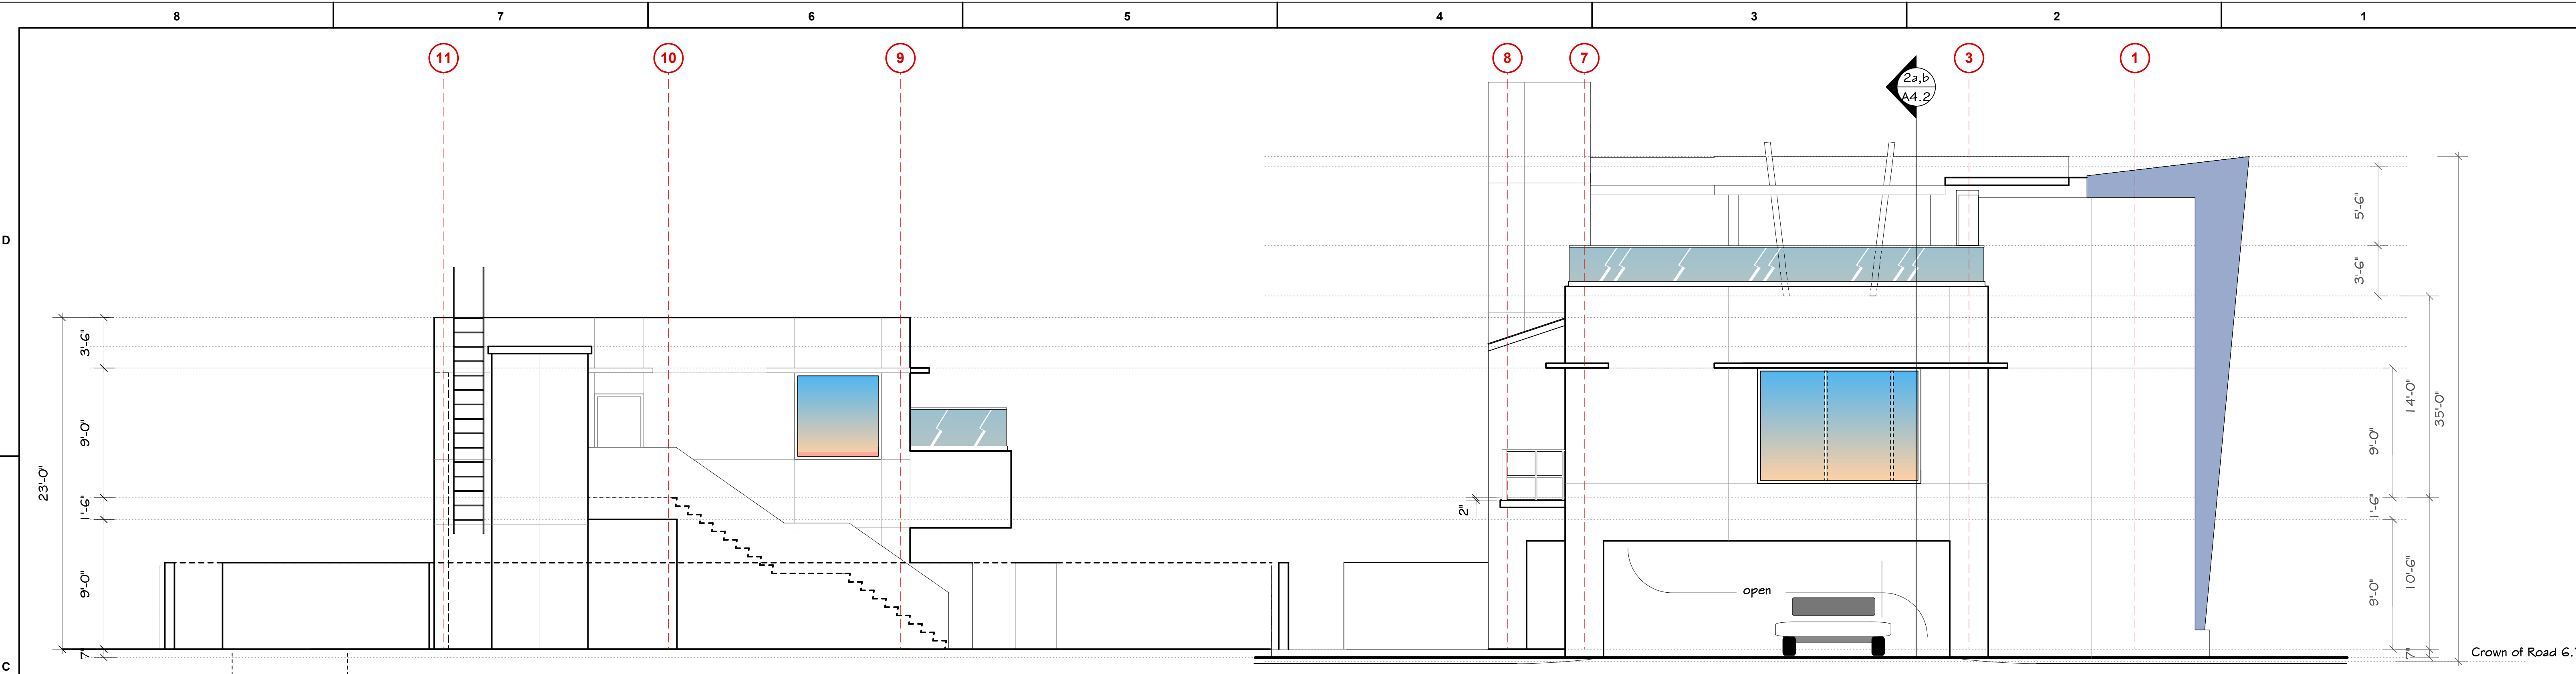 8 7 6 5 4 3 2 1
11 10 9 8 7 3 1
2a,b
A4.2
D
C
3'-6"
9'-0"
23'-0"
1'-6"
9'-0"
7"
2"
open
5'-6"
3'-6"
14'-0"
35'-0"
9'-0"
1'-6"
10'-6"
9'-0"
7"
Crown of Road 6.